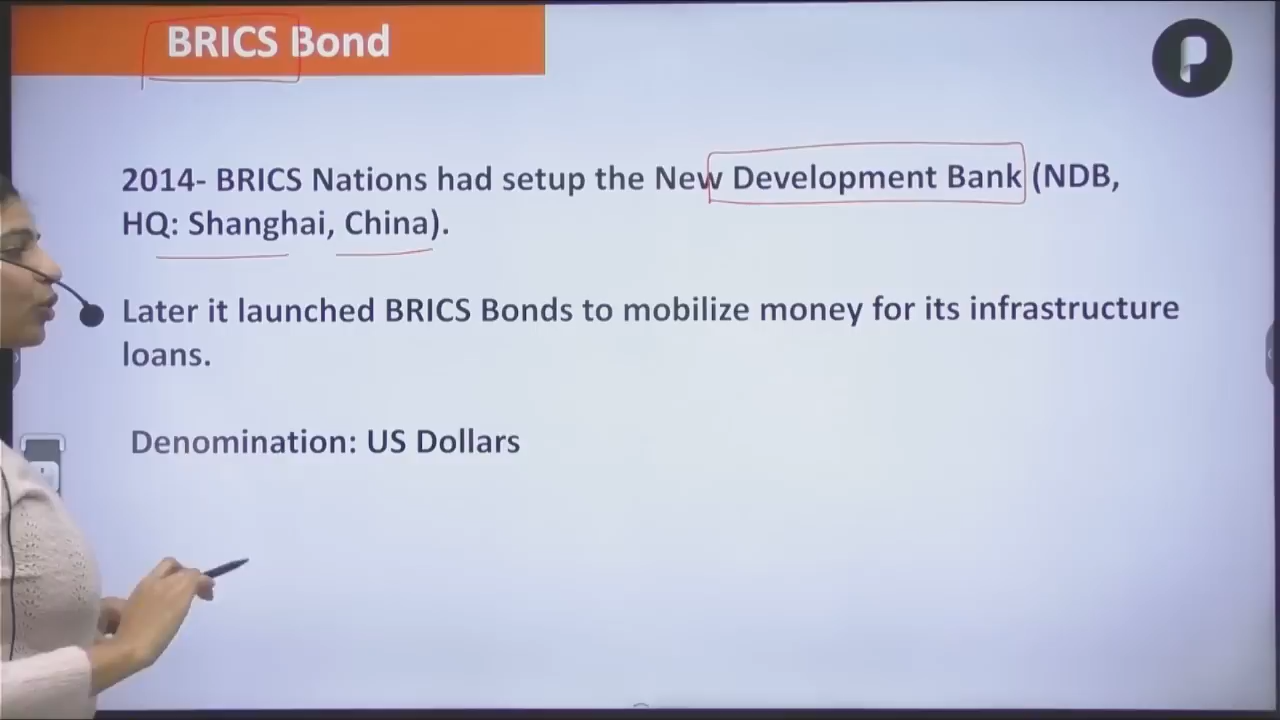 BRICS Bond
2014- BRICS Nations had setup the New Development Bank (NDB,
HQ: Shanghai, China).
Later it launched BRICS Bonds to mobilize money for its infrastructure
loans.
Denomination: US Dollars